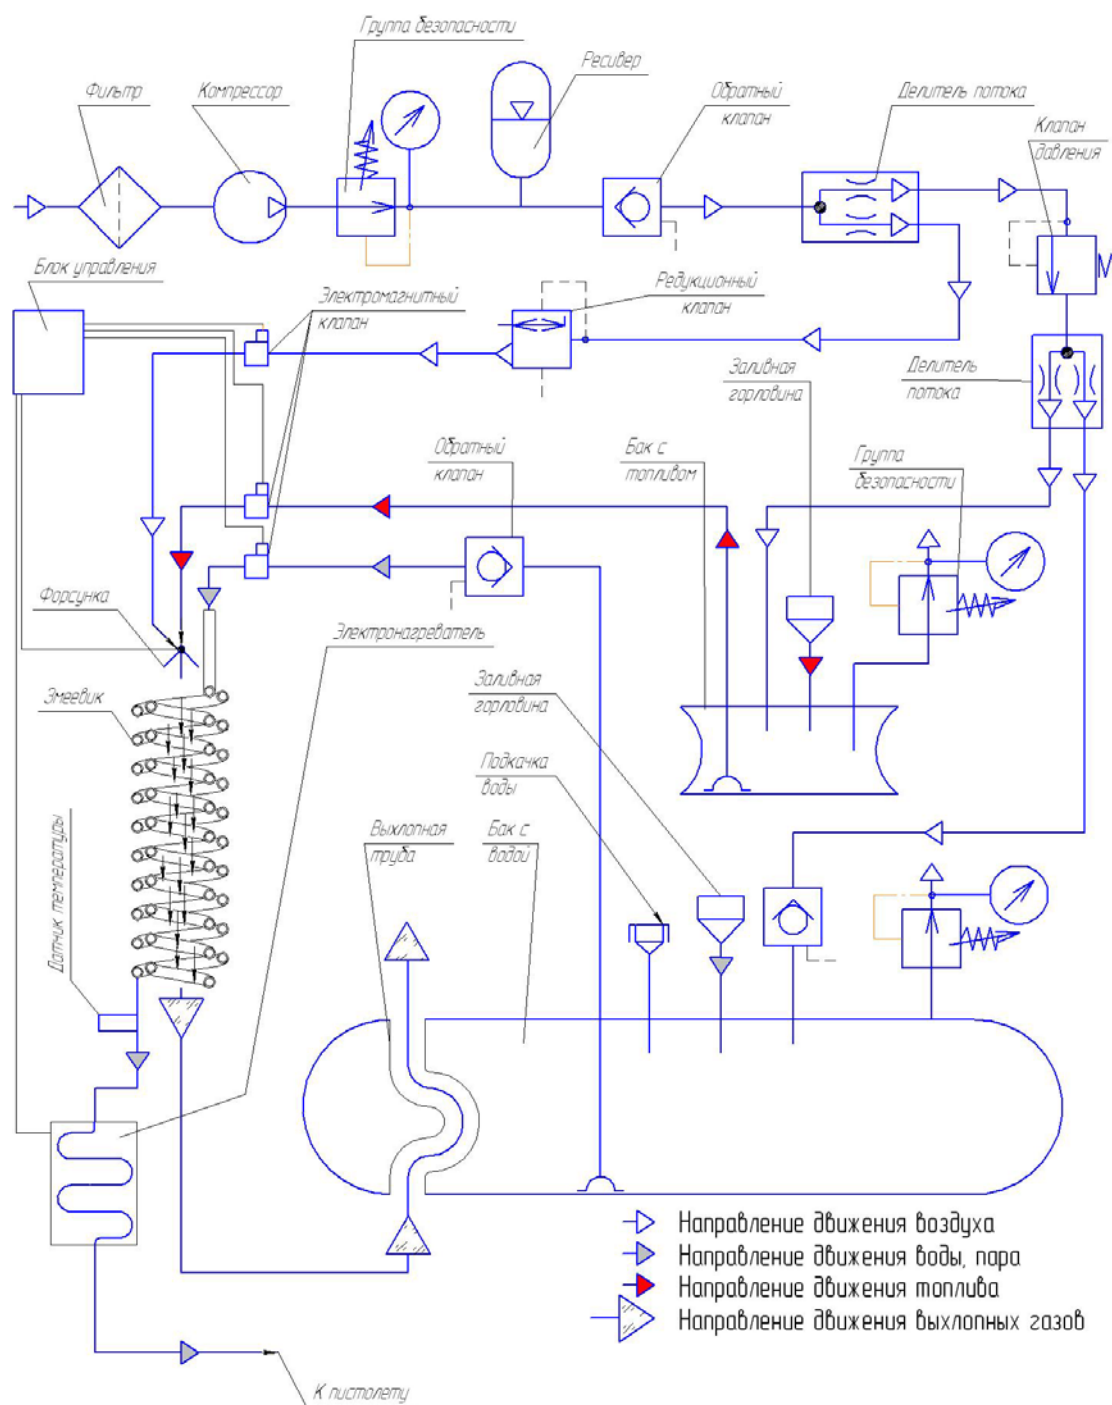 Группа безопасности
Ресивер
Фильтр
Компрессор
Обратный
клапан
Делитель потока
Клапан
давления
Блок управления
Электромагнитный
клапан
Редукционный
клапан
Заливная
горловина
Делитель
потока
Обратный
клапан
Бак с
топливом
Группа
безопасности
Форсунка
Электронагреватель
Змеевик
Заливная
горловина
Подкачка
воды
Датчик температуры
Выхлопная
труба
Бак с
водой
Направление движения воздуха
Направление движения воды, пара
Направление движения топлива
Направление движения выхлопных газов
К пистолету